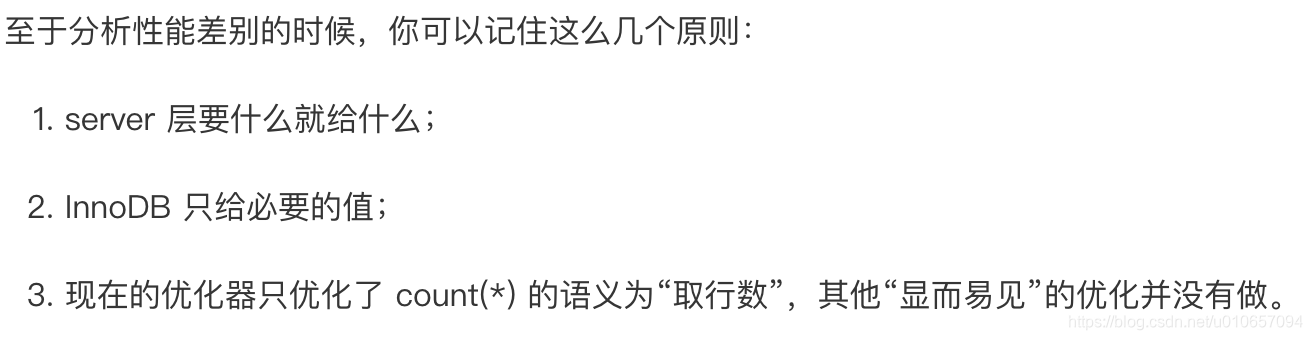 至于分析性能差别的时候，你可以记住这么几个原则：
1. server 层要什么就给什么；
2. InnoDB 只给必要的值；
3. 现在的优化器只优化了 count(*) 的语义为“取行数”，其他“显而易见”的优化并没有做。
https://blog.csdn.net/u010657094